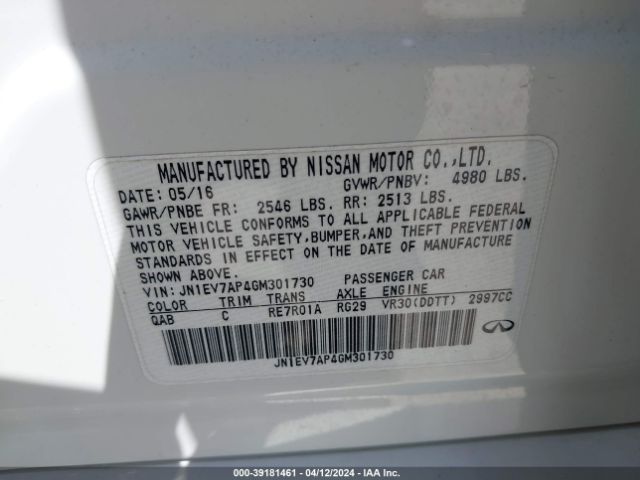 MANUFACTURED BY NISSAN MOTOR CO.,LTD.
DATE: 05/16 GVWR/PNBV: 4980 LBS.
GAWR/PNBE FR: 2546 LBS. RR: 2513 LBS.
THIS VEHICLE CONFORMS TO ALL APPLICABLE FEDERAL
MOTOR VEHICLE SAFETY, BUMPER, AND THEFT PREVENTION
STANDARDS IN EFFECT ON THE DATE OF MANUFACTURE
SHOWN ABOVE.
VIN: JN1EV7AP4GM301730 PASSENGER CAR
COLOR TRIM TRANS AXLE ENGINE
QAB C RE7R01A RG29 VR30(DDTT) 2997CC
JN1EV7AP4GM301730
INFINITI
000-39181461 - 04/12/2024 - IAA Inc.